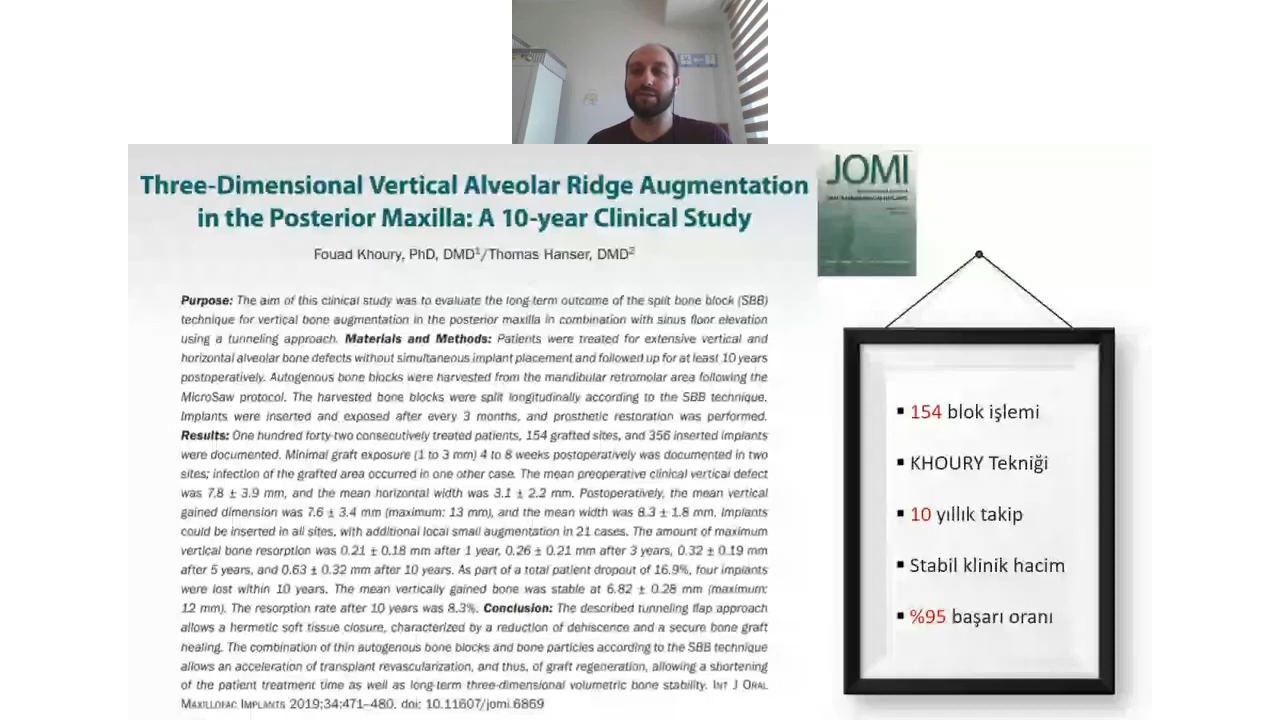 Three-Dimensional Vertical Alveolar Ridge Augmentation
in the Posterior Maxilla: A 10-year Clinical Study
Fouad Khoury, PhD, DMD¹/Thomas Hanser, DMD²
Purpose: The aim of this clinical study was to evaluate the long-term outcome of the split bone block (SBB)
technique for vertical bone augmentation in the posterior maxilla in combination with sinus floor elevation
using a tunneling approach. Materials and Methods: Patients were treated for extensive vertical and
horizontal alveolar bone defects without simultaneous implant placement and followed up for at least 10 years
postoperatively. Autogenous bone blocks were harvested from the mandibular retromolar area following the
MicroSaw protocol. The harvested bone blocks were split longitudinally according to the SBB technique.
Implants were inserted and exposed after every 3 months, and prosthetic restoration was performed.
Results: One hundred forty-two consecutively treated patients, 154 grafted sites, and 356 inserted implants
were documented. Minimal graft exposure (1 to 3 mm) 4 to 8 weeks postoperatively was documented in two
sites; infection of the grafted area occurred in one other case. The mean preoperative clinical vertical defect
was 7.8 ± 3.9 mm, and the mean horizontal width was 3.1 ± 2.2 mm. Postoperatively, the mean vertical
gained dimension was 7.6 ± 3.4 mm (maximum: 13 mm), and the mean width was 8.3 ± 1.8 mm. Implants
could be inserted in all sites, with additional local small augmentation in 21 cases. The amount of maximum
vertical bone resorption was 0.21 ± 0.18 mm after 1 year, 0.26 ± 0.21 mm after 3 years, 0.32 ± 0.19 mm
after 5 years, and 0.63 ± 0.32 mm after 10 years. As part of a total patient dropout of 16.9%, four implants
were lost within 10 years. The mean vertically gained bone was stable at 6.82 ± 0.28 mm (maximum:
12 mm). The resorption rate after 10 years was 8.3%. Conclusion: The described tunneling flap approach
allows a hermetic soft tissue closure, characterized by a reduction of dehiscence and a secure bone graft
healing. The combination of thin autogenous bone blocks and bone particles according to the SBB technique
allows an acceleration of transplant revascularization, and thus, of graft regeneration, allowing a shortening
of the patient treatment time as well as long-term three-dimensional volumetric bone stability. INT J ORAL
MAXILLOFAC IMPLANTS 2019;34:471–480. doi: 10.11607/jomi.6869
JOMI
▪ 154 blok işlemi
▪ KHOURY Tekniği
▪ 10 yıllık takip
▪ Stabil klinik hacim
▪ %95 başarı oranı